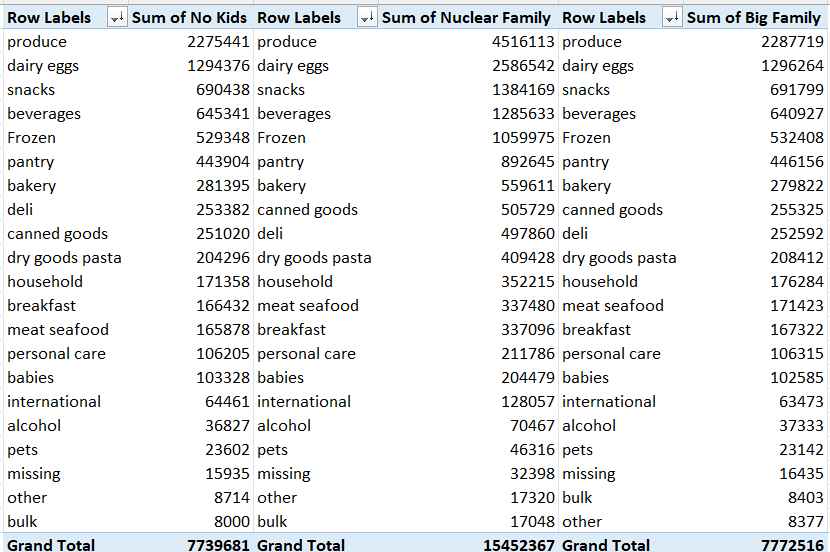 Row Labels Sum of No Kids Row Labels Sum of Nuclear Family Row Labels Sum of Big Family
produce 2275441 produce 4516113 produce 2287719
dairy eggs 1294376 dairy eggs 2586542 dairy eggs 1296264
snacks 690438 snacks 1384169 snacks 691799
beverages 645341 beverages 1285633 beverages 640927
Frozen 529348 Frozen 1059975 Frozen 532408
pantry 443904 pantry 892645 pantry 446156
bakery 281395 bakery 559611 bakery 279822
deli 253382 canned goods 505729 canned goods 255325
canned goods 251020 deli 497860 deli 252592
dry goods pasta 204296 dry goods pasta 409428 dry goods pasta 208412
household 171358 household 352215 household 176284
breakfast 166432 meat seafood 337480 meat seafood 171423
meat seafood 165878 breakfast 337096 breakfast 167322
personal care 106205 personal care 211786 personal care 106315
babies 103328 babies 204479 babies 102585
international 64461 international 128057 international 63473
alcohol 36827 alcohol 70467 alcohol 37333
pets 23602 pets 46316 pets 23142
missing 15935 missing 32398 missing 16435
other 8714 other 17320 bulk 8403
bulk 8000 bulk 17048 other 8377
Grand Total 7739681 Grand Total 15452367 Grand Total 7772516